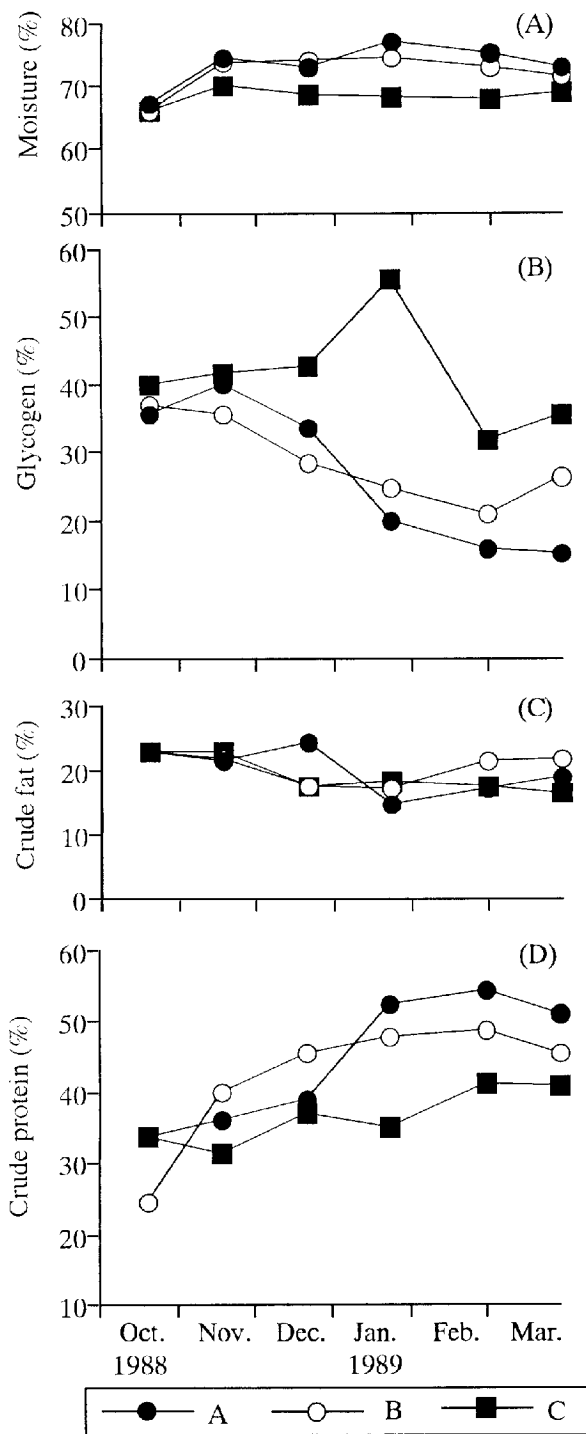 (A)
Moisture (%)
80
70
60
50
(B)
Glycogen (%)
60
50
40
30
20
10
0
(C)
Crude fat (%)
30
20
10
0
(D)
Crude protein (%)
60
50
40
30
20
10
Oct. Nov. Dec. Jan. Feb. Mar.
1988 1989
A B C